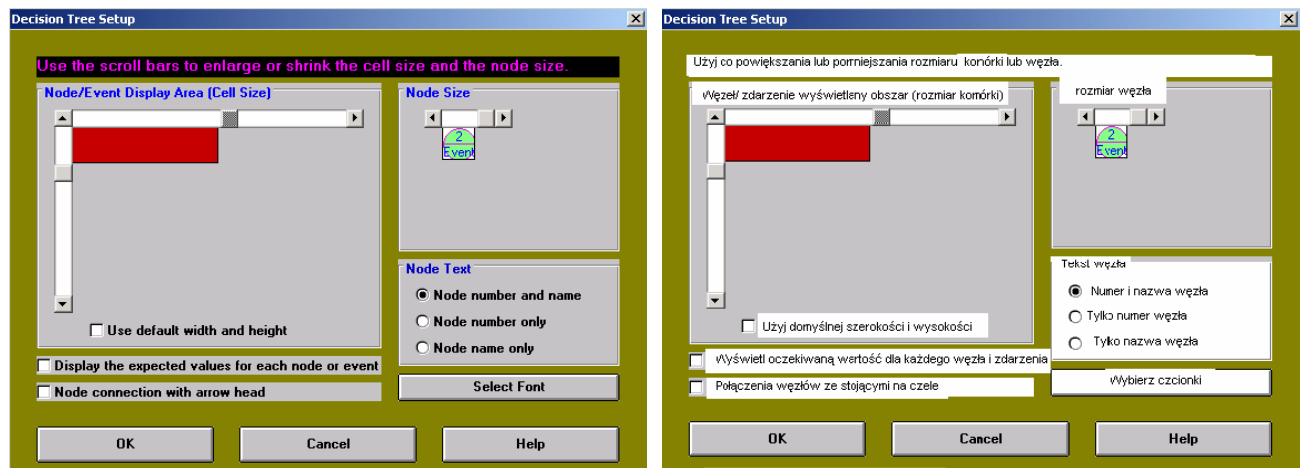 Decision Tree Setup
Use the scroll bars to enlarge or shrink the cell size and the node size.
Node/Event Display Area (Cell Size)
Node Size
2
Event
Node Text
Node number and name
Node number only
Node name only
Use default width and height
Display the expected values for each node or event
Node connection with arrow head
Select Font
OK
Cancel
Help
Decision Tree Setup
Użyj co powiększania lub pomniejszania rozmiaru konórki lub węzła.
Węzeł/ zdarzenie wyświetlany obszar (rozmiar komórki)
rozmiar węzła
2
Event
Tekst węzła
Numer i nazwa węzła
Tylko numer węzła
Tylko nazwa węzła
Użyj domyślnej szerokości i wysokości
Wyświetl oczekiwaną wartość dla każdego węzła i zdarzenia
Połączenia węzłów ze stojącymi na czele
Wybierz czcionki
OK
Cancel
Help